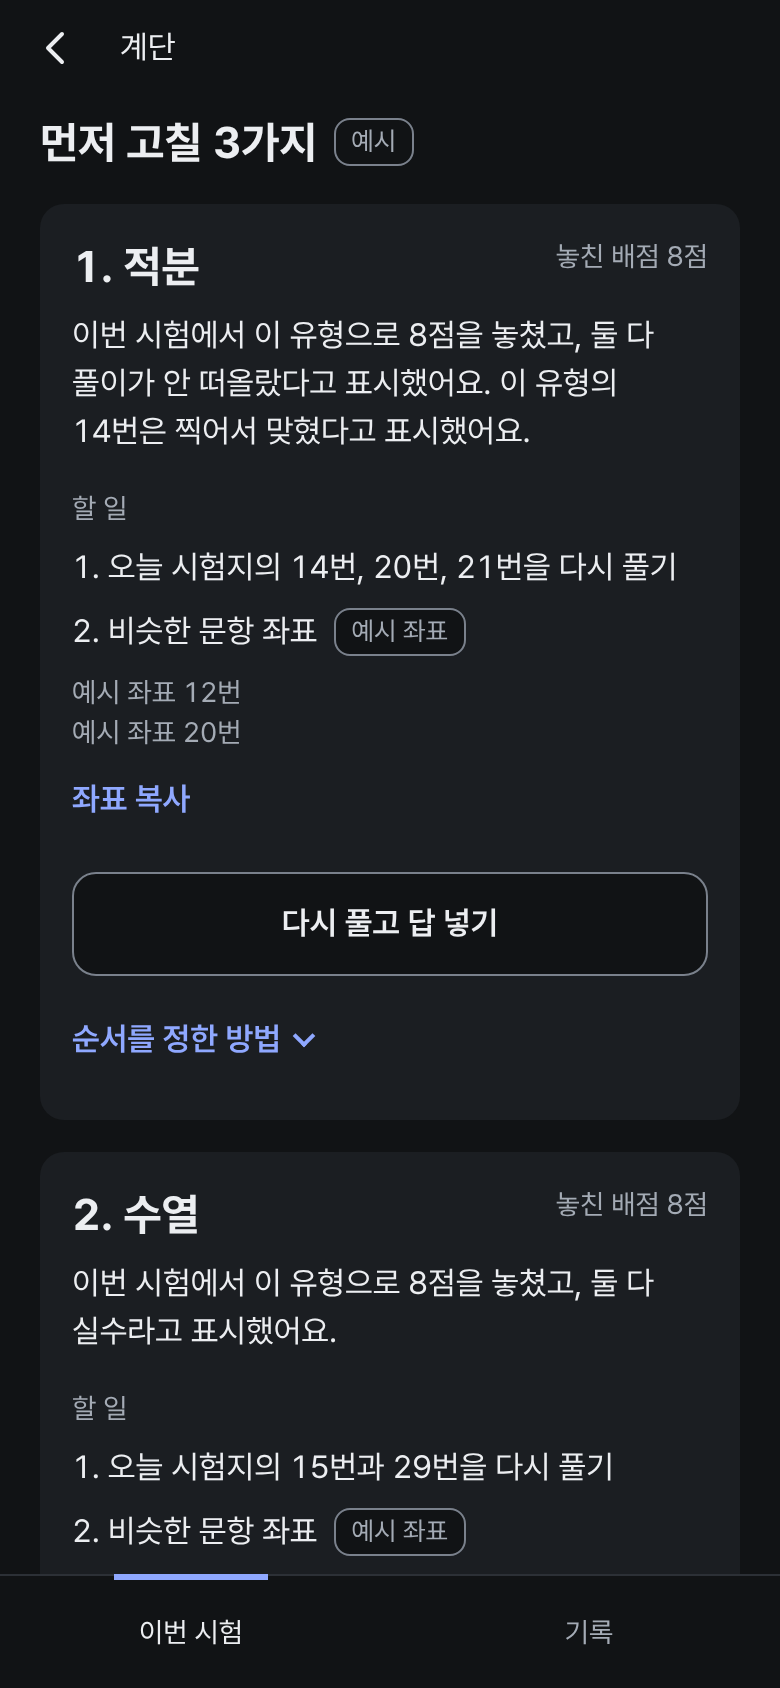 계단
먼저 고칠 3가지 예시
1. 적분 놓친 배점 8점
이번 시험에서 이 유형으로 8점을 놓쳤고, 둘 다
풀이가 안 떠올랐다고 표시했어요. 이 유형의
14번은 찍어서 맞혔다고 표시했어요.
할 일
1. 오늘 시험지의 14번, 20번, 21번을 다시 풀기
2. 비슷한 문항 좌표 예시 좌표
예시 좌표 12번
예시 좌표 20번
좌표 복사
다시 풀고 답 넣기
순서를 정한 방법
2. 수열 놓친 배점 8점
이번 시험에서 이 유형으로 8점을 놓쳤고, 둘 다
실수라고 표시했어요.
할 일
1. 오늘 시험지의 15번과 29번을 다시 풀기
2. 비슷한 문항 좌표 예시 좌표
이번 시험 기록